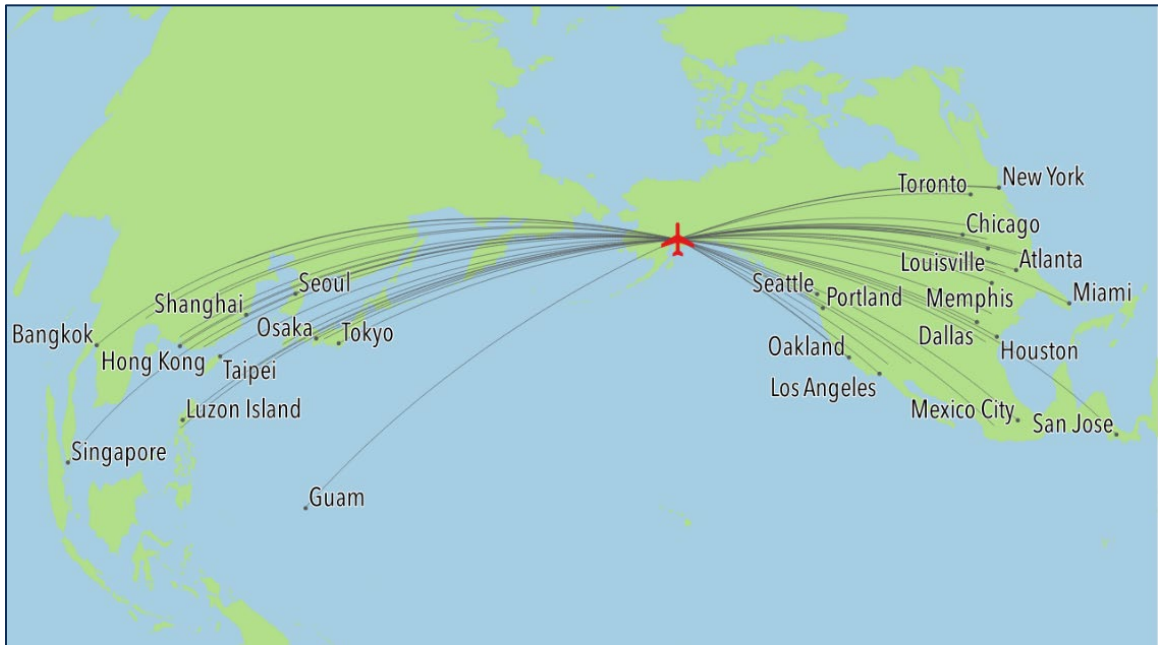 New York
Toronto
Chicago
Atlanta
Louisville
Seoul
Seattle
Miami
Shanghai
Portland
Memphis
Osaka
Tokyo
Bangkok
Dallas
Hong Kong
Oakland
Houston
Taipei
Los Angeles
Luzon Island
Mexico City
San Jose
Singapore
Guam